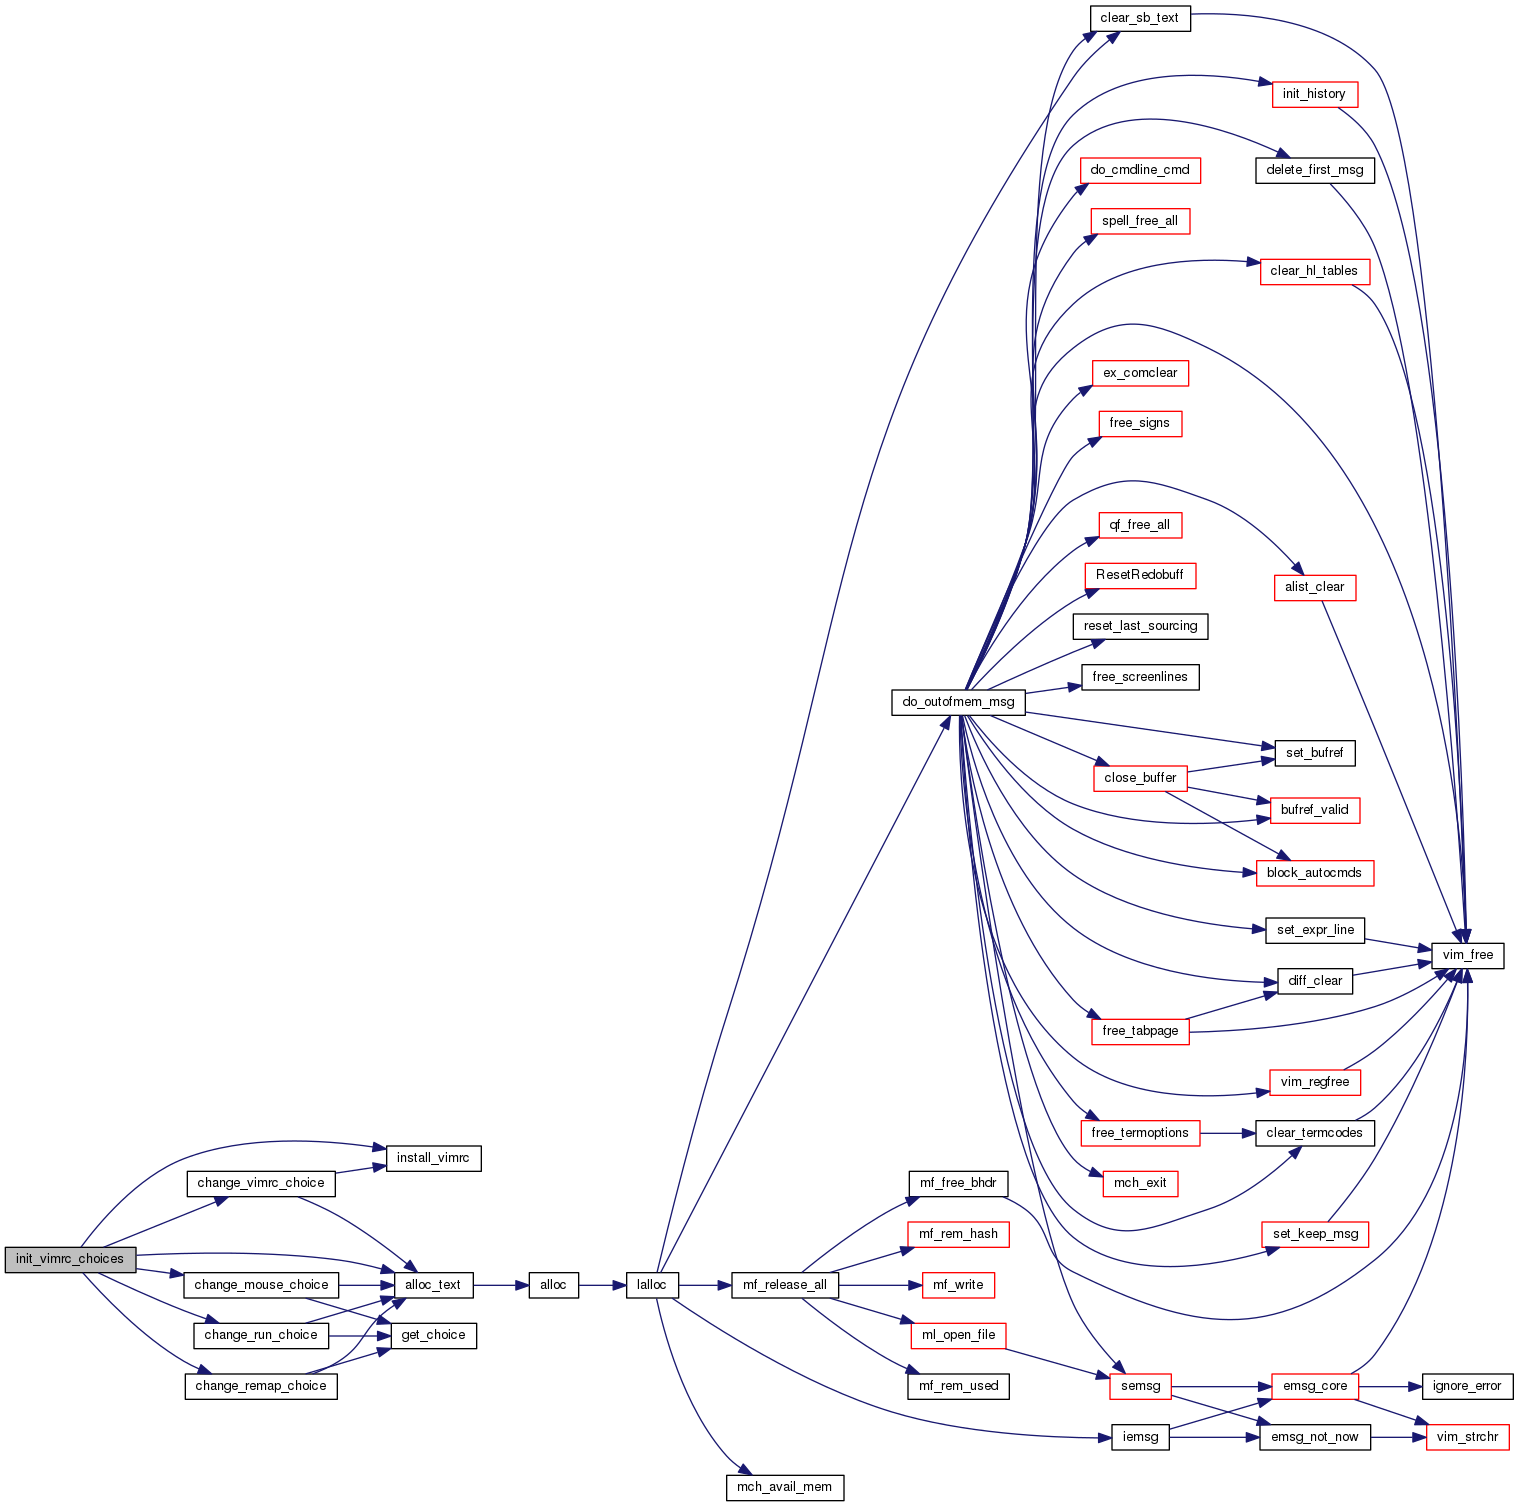 clear_sb_text
init_history
do_cmdline_cmd
delete_first_msg
spell_free_all
clear_hl_tables
ex_comclear
free_signs
qf_free_all
ResetRedobuff
alist_clear
reset_last_sourcing
free_screenlines
do_outofmem_msg
set_bufref
close_buffer
bufref_valid
block_autocmds
set_expr_line
vim_free
diff_clear
free_tabpage
vim_regfree
free_termoptions
clear_termcodes
install_vimrc
change_vimrc_choice
mf_free_bhdr
mch_exit
mf_rem_hash
set_keep_msg
init_vimrc_choices
change_mouse_choice
alloc_text
alloc
lalloc
mf_release_all
mf_write
change_run_choice
get_choice
ml_open_file
change_remap_choice
mf_rem_used
semsg
emsg_core
ignore_error
iemsg
emsg_not_now
vim_strchr
mch_avail_mem